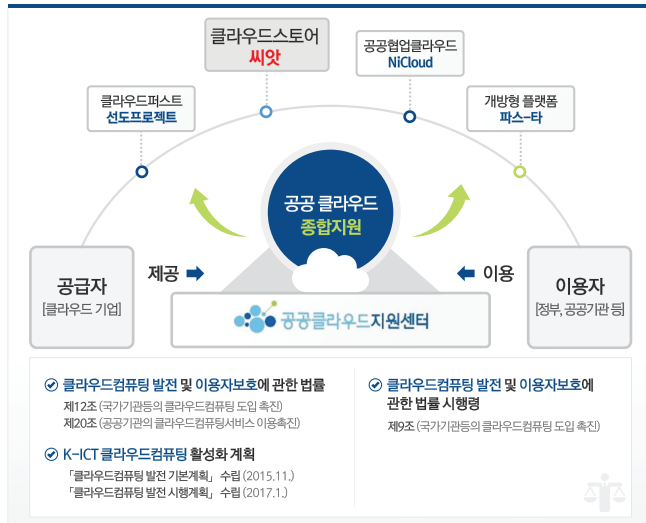 클라우드스토어
씨앗
공공협업클라우드
NiCloud
클라우드퍼스트
선도프로젝트
개방형 플랫폼
파스-타
공공 클라우드
종합지원
공급자
[클라우드 기업]
제공
이용
이용자
[정부, 공공기관 등]
공공클라우드지원센터
클라우드컴퓨팅 발전 및 이용자보호에 관한 법률
제12조 (국가기관등의 클라우드컴퓨팅 도입 촉진)
제20조 (공공기관의 클라우드컴퓨팅서비스 이용촉진)
K-ICT 클라우드컴퓨팅 활성화 계획
「클라우드컴퓨팅 발전 기본계획」 수립 (2015.11.)
「클라우드컴퓨팅 발전 시행계획」 수립 (2017.1.)
클라우드컴퓨팅 발전 및 이용자보호에
관한 법률 시행령
제9조 (국가기관등의 클라우드컴퓨팅 도입 촉진)